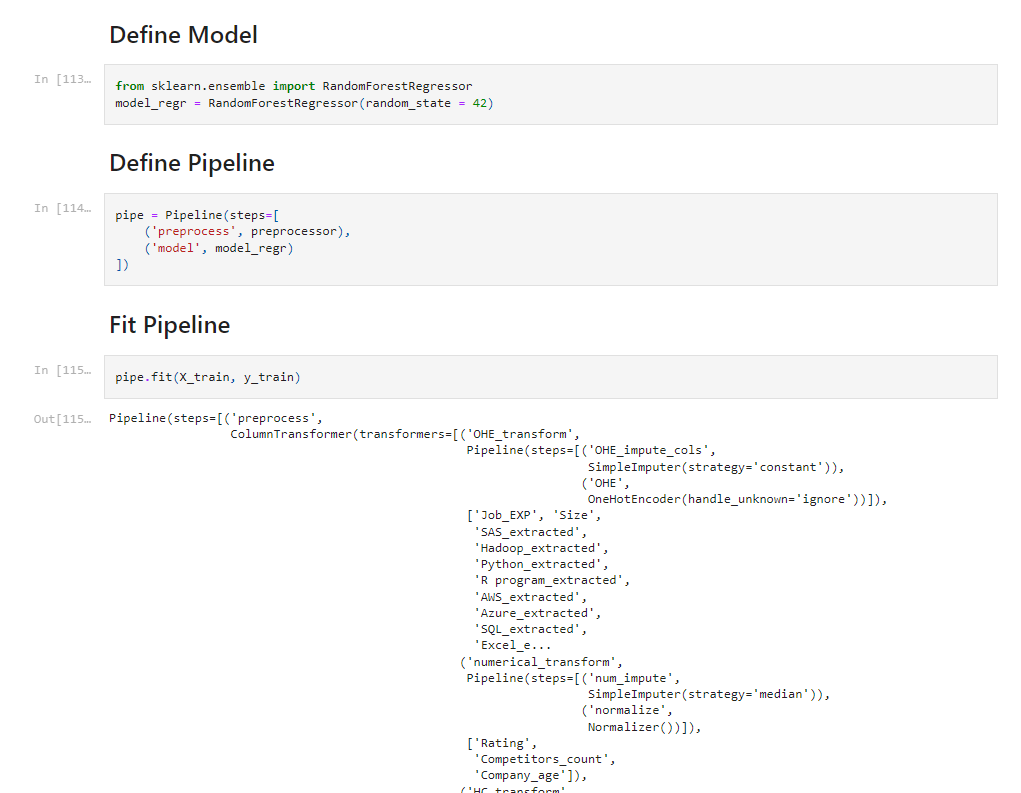 Define Model
In [113…
from sklearn.ensemble import RandomForestRegressor
model_regr = RandomForestRegressor(random_state = 42)
Define Pipeline
In [114…
pipe = Pipeline(steps=[
    ('preprocess', preprocessor),
    ('model', model_regr)
])
Fit Pipeline
In [115…
pipe.fit(X_train, y_train)
Out[115…
Pipeline(steps=[('preprocess',
                 ColumnTransformer(transformers=[('OHE_transform',
                                                  Pipeline(steps=[('OHE_impute_cols',
                                                                   SimpleImputer(strategy='constant')),
                                                                  ('OHE',
                                                                   OneHotEncoder(handle_unknown='ignore'))]),
                                                  ['Job_EXP', 'Size',
                                                   'SAS_extracted',
                                                   'Hadoop_extracted',
                                                   'Python_extracted',
                                                   'R program_extracted',
                                                   'AWS_extracted',
                                                   'Azure_extracted',
                                                   'SQL_extracted',
                                                   'Excel_e...
                                                 ('numerical_transform',
                                                  Pipeline(steps=[('num_impute',
                                                                   SimpleImputer(strategy='median')),
                                                                  ('normalize',
                                                                   Normalizer())]),
                                                  ['Rating',
                                                   'Competitors_count',
                                                   'Company_age']),
                                                 ('HC_transform',